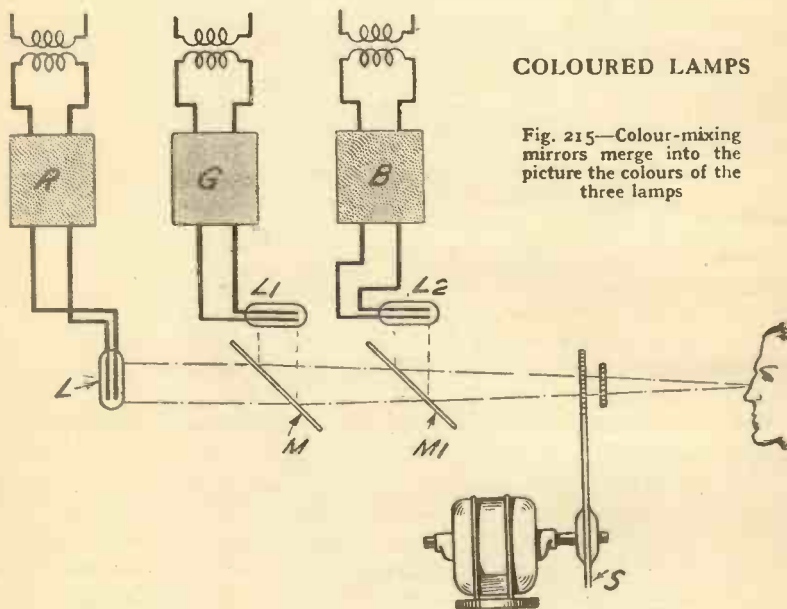 COLOURED LAMPS
Fig. 215—Colour-mixing
mirrors merge into the
picture the colours of the
three lamps
R
G
B
L1
L2
L
M
M1
S